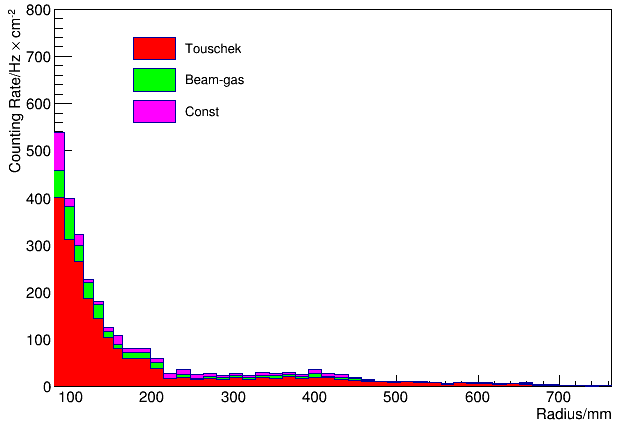 800
700
600
500
400
300
200
100
0
Counting Rate/Hz × cm⁻²
Touschek
Beam-gas
Const
100 200 300 400 500 600 700
Radius/mm